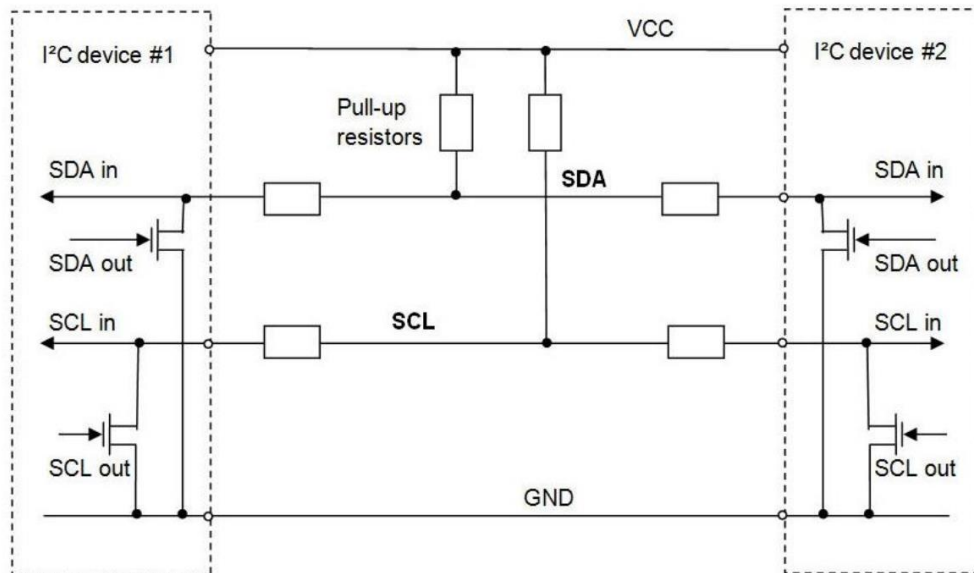 I²C device #1
VCC
I²C device #2
Pull-up
resistors
SDA in
SDA
SDA in
SDA out
SDA out
SCL in
SCL
SCL in
SCL out
SCL out
GND